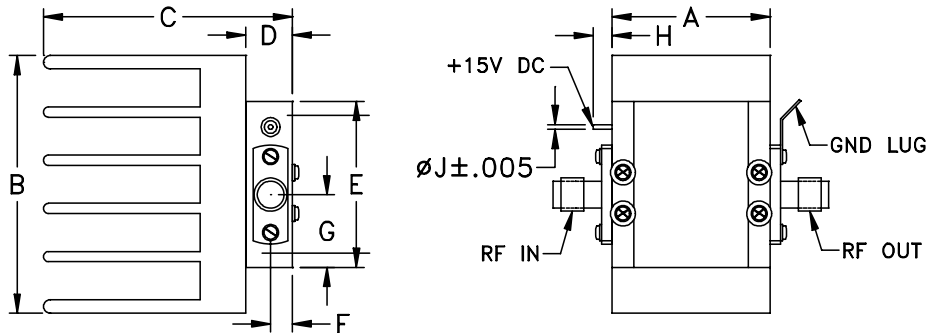 C
D
B
E
G
F
A
H
+15V DC
GND LUG
øJ±.005
RF IN
RF OUT